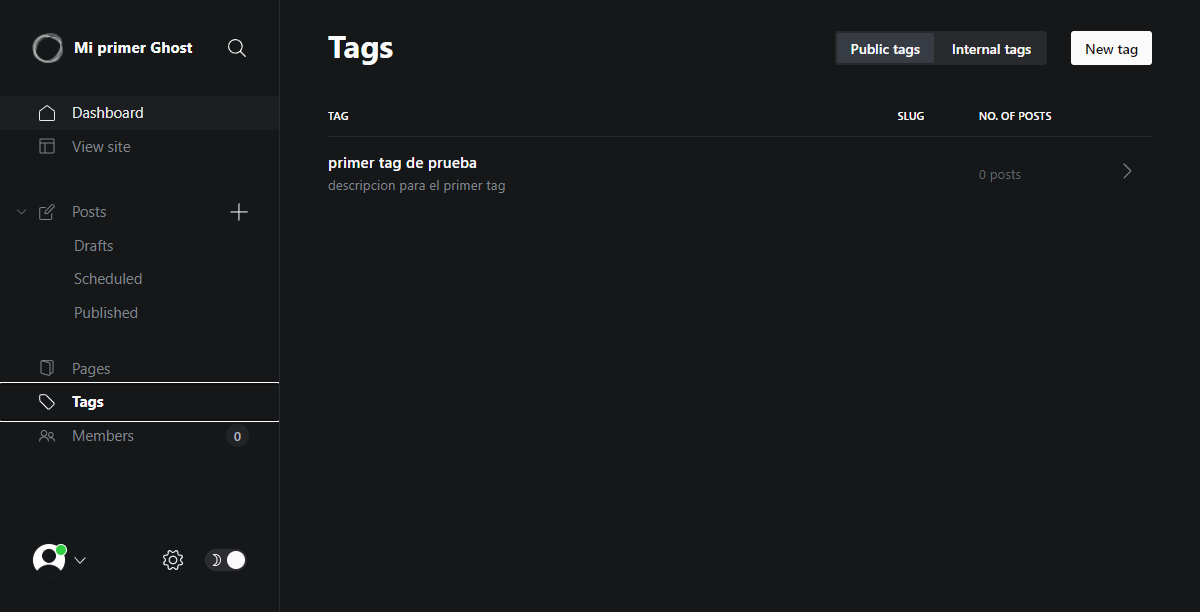 Mi primer Ghost
Dashboard
View site
Posts
Drafts
Scheduled
Published
Pages
Tags
Members 0
Tags
Public tags Internal tags New tag
TAG SLUG NO. OF POSTS
primer tag de prueba
descripcion para el primer tag
0 posts